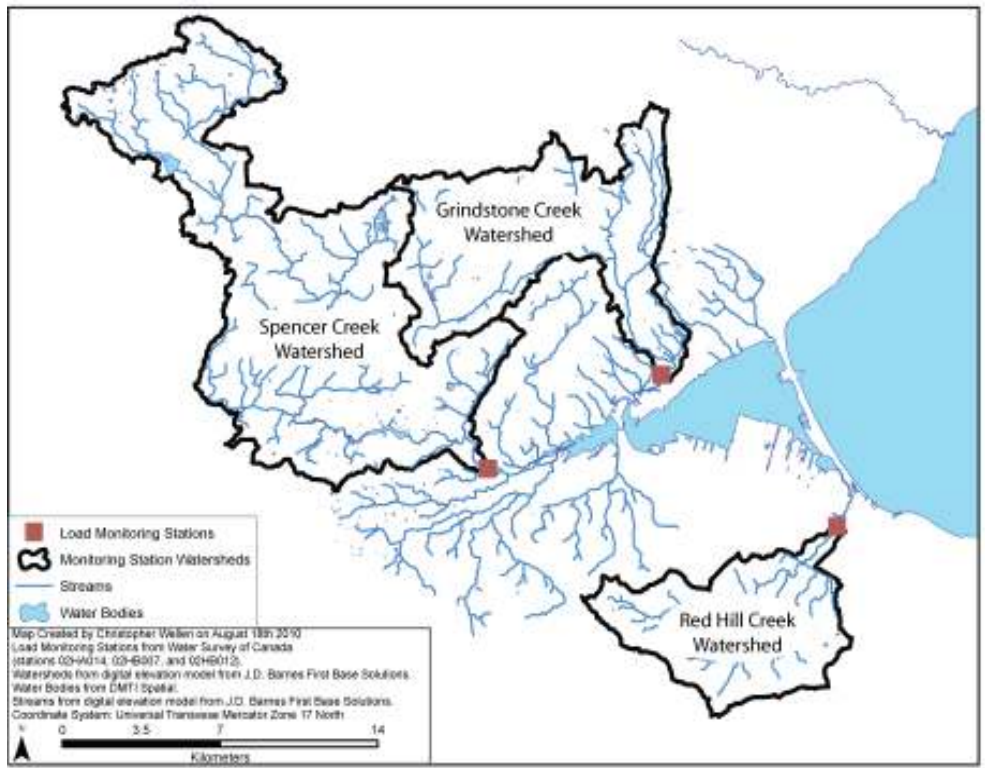 Grindstone Creek
Watershed
Spencer Creek
Watershed
Red Hill Creek
Watershed
Load Monitoring Stations
Monitoring Station Watersheds
Streams
Water Bodies
Map Created by Christopher Wellen on August 18th 2010
Load Monitoring Stations from Water Survey of Canada
(stations 02HA014, 02HB007, and 02HB012).
Watersheds from digital elevation model from J.D. Barnes First Base Solutions.
Water Bodies from DMTI Spatial.
Streams from digital elevation model from J.D. Barnes First Base Solutions.
Coordinate System: Universal Transverse Mercator Zone 17 North
N
0 3.5 7 14
Kilometers